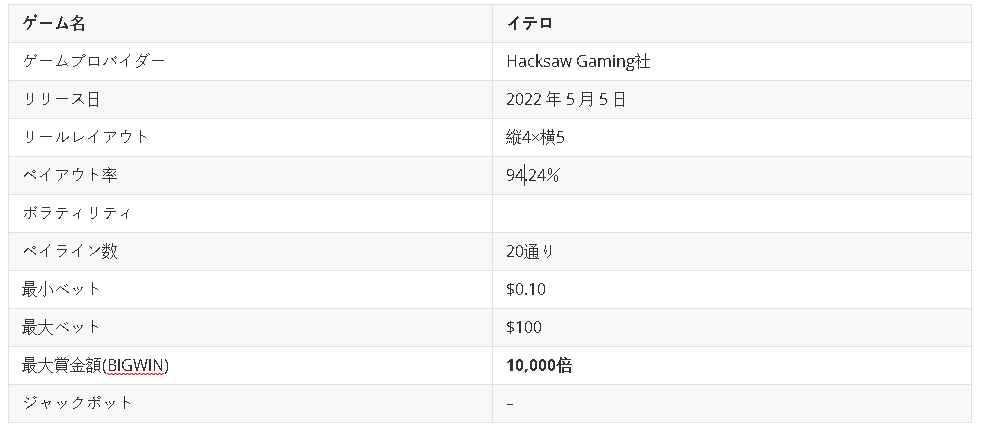 ゲーム名 イテロ
ゲームプロバイダー Hacksaw Gaming社
リリース日 2022 年 5 月 5 日
リールレイアウト 縦4×横5
ペイアウト率 94.24%
ボラティリティ
ペイライン数 20通り
最小ベット $0.10
最大ベット $100
最大賞金額(BIGWIN) 10,000倍
ジャックポット –